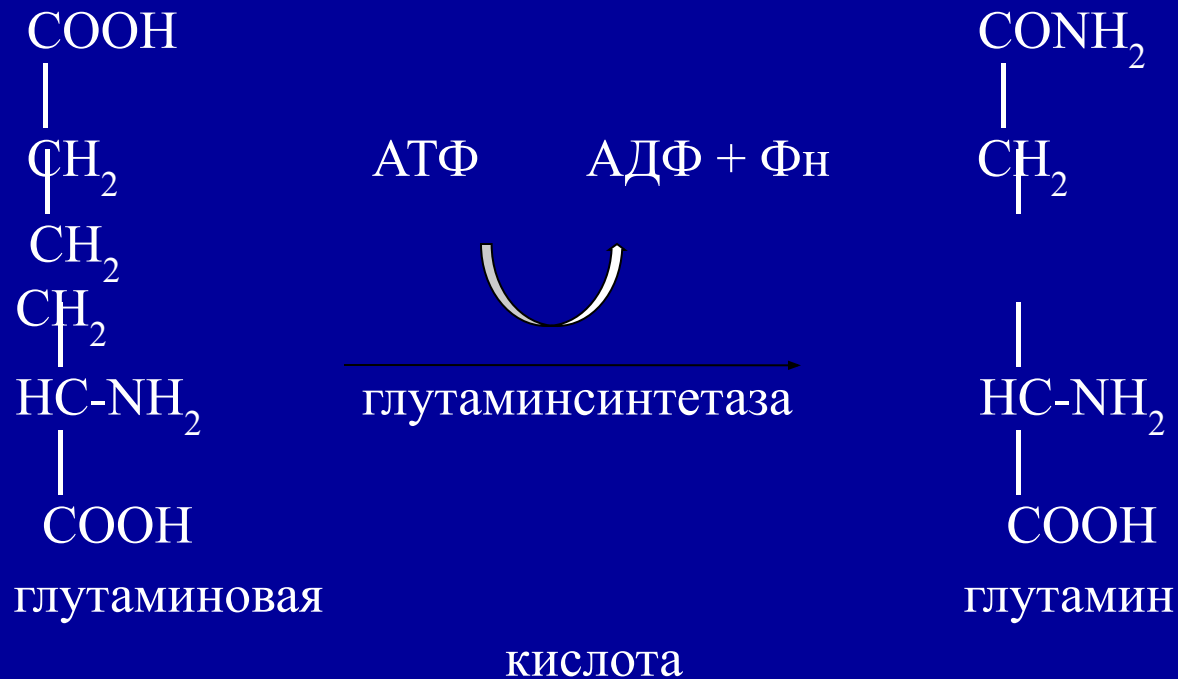 COOH CONH₂
CH₂ АТФ АДФ + Фн CH₂
CH₂
CH₂
HC-NH₂ глутаминсинтетаза HC-NH₂
COOH COOH
глутаминовая глутамин
кислота